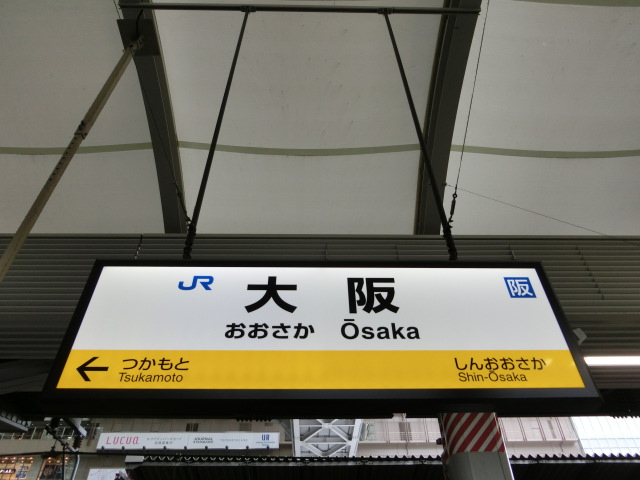 JR 大阪 阪
おおさか Ōsaka
← つかもと しんおおさか
Tsukamoto Shin-Ōsaka
LUCUA